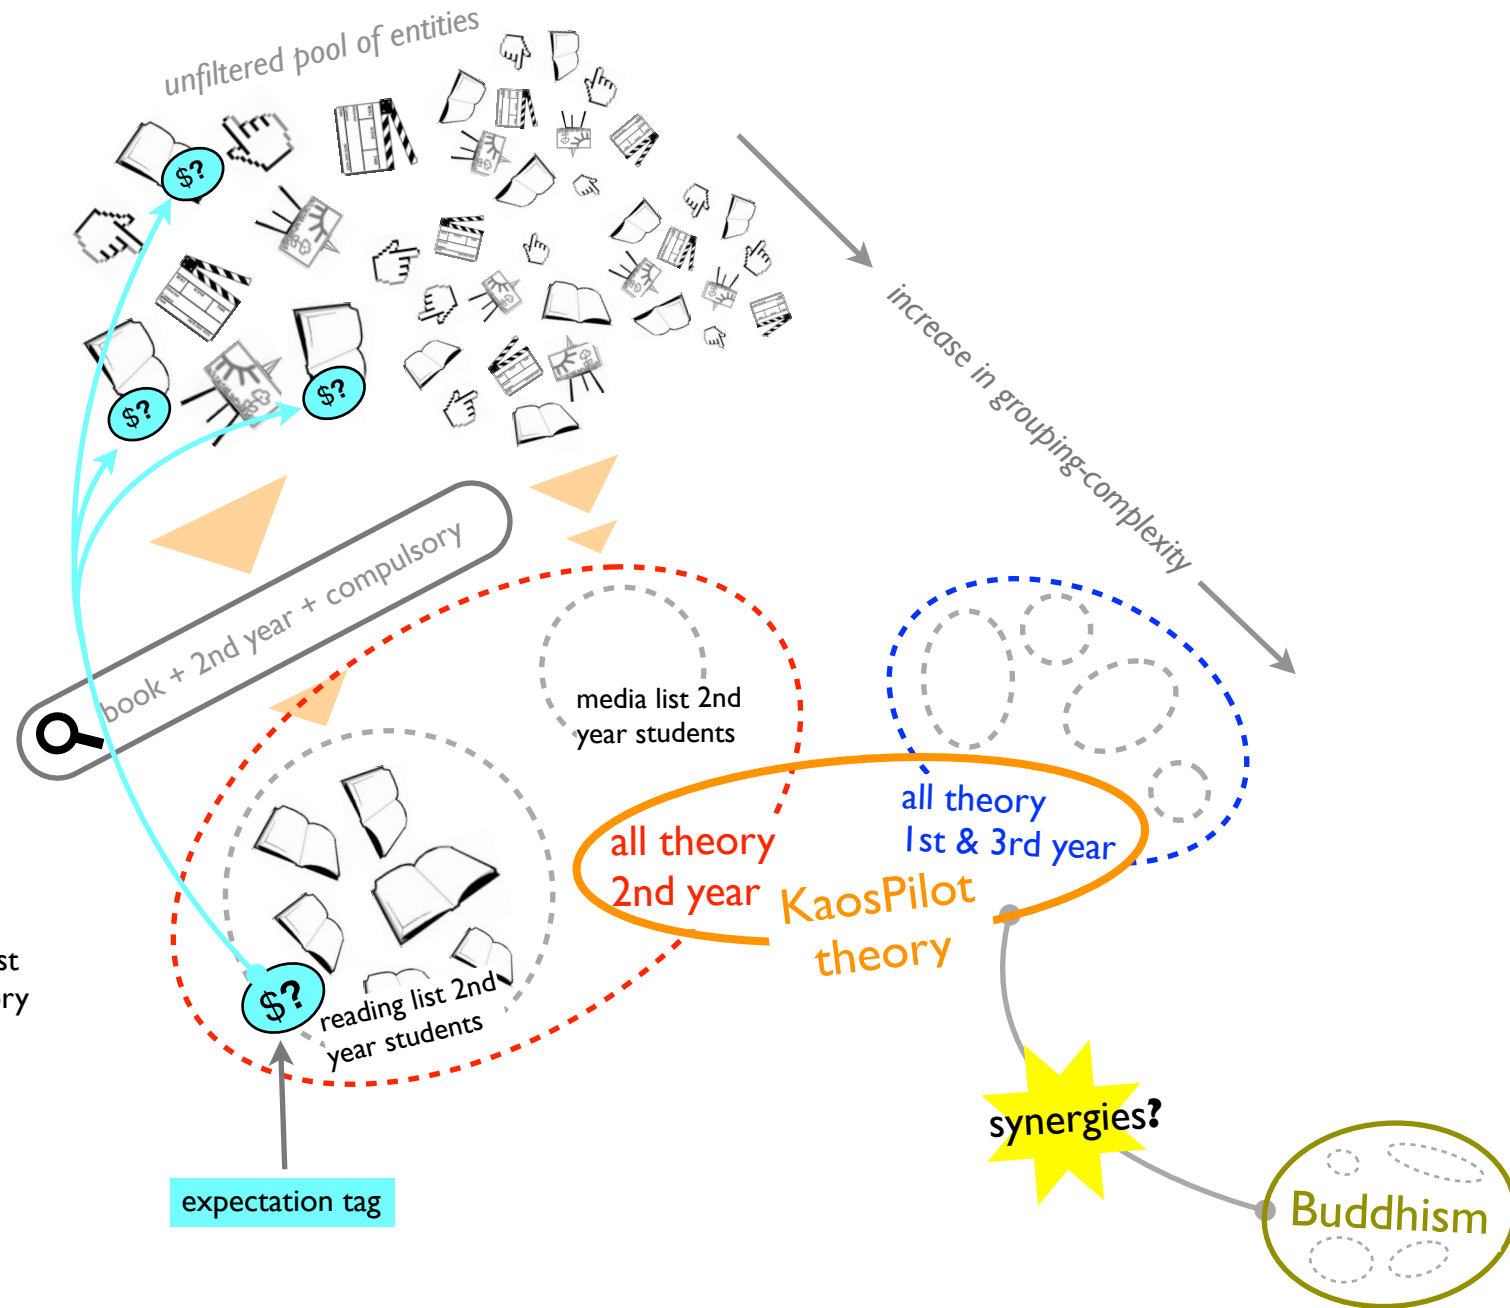 unfiltered pool of entities
$?
$?
$?
increase in grouping-complexity
book + 2nd year + compulsory
media list 2nd
year students
all theory
1st & 3rd year
all theory
2nd year
KaosPilot
theory
$?
reading list 2nd
year students
synergies?
expectation tag
Buddhism